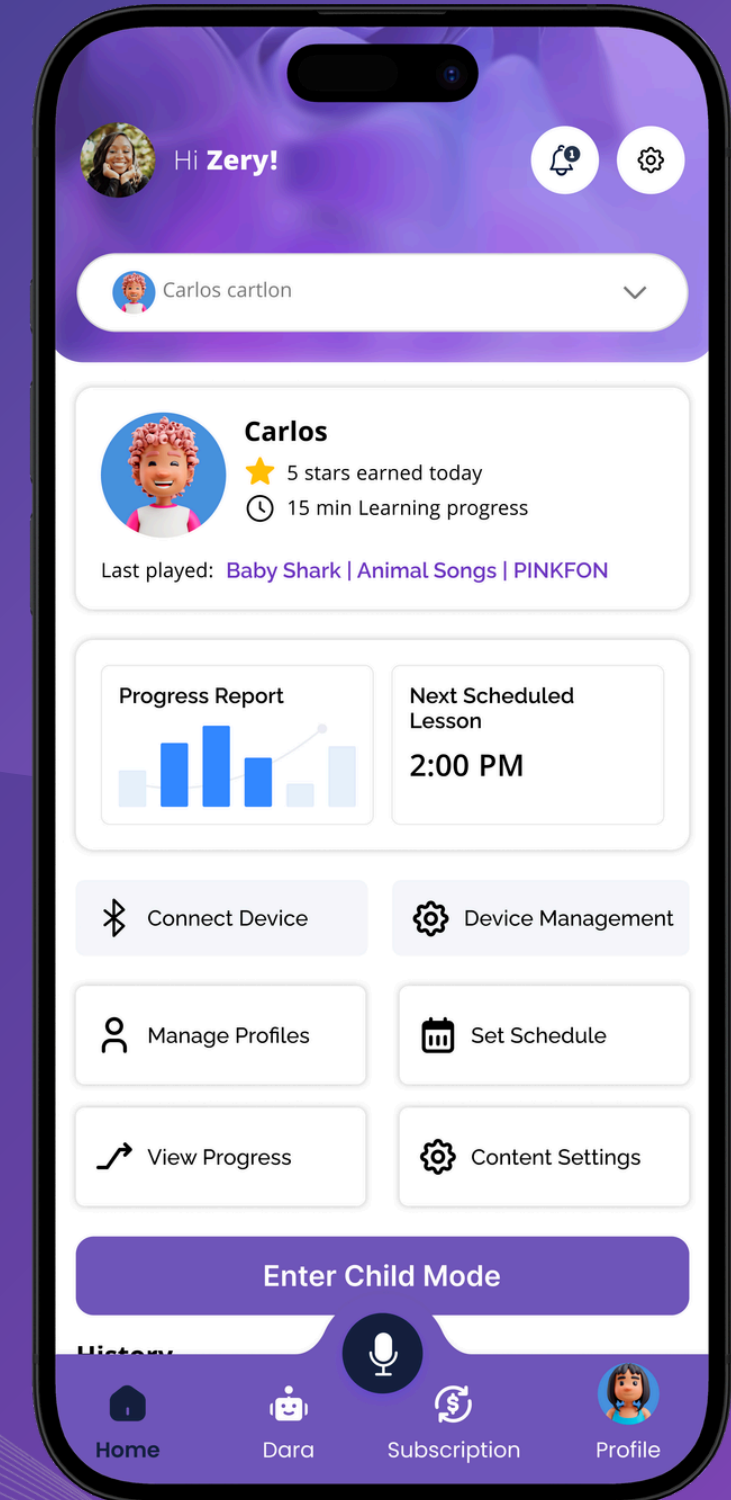 Hi Zery!
1
Carlos cartlon
Carlos
5 stars earned today
15 min Learning progress
Last played: Baby Shark | Animal Songs | PINKFON
Progress Report
Next Scheduled
Lesson
2:00 PM
Connect Device
Device Management
Manage Profiles
Set Schedule
View Progress
Content Settings
Enter Child Mode
History
Home
Dara
Subscription
Profile